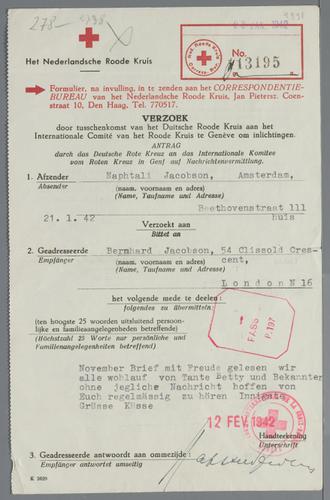 278-
1942
Het Nederlandsche Roode Kruis
No.
13195
Formulier, na invulling, in te zenden aan het CORRESPONDENTIE-
BUREAU van het Nederlandsche Roode Kruis, Jan Pietersz. Coen-
straat 10, Den Haag, Tel. 770517.
VERZOEK
door tusschenkomst van het Duitsche Roode Kruis aan het
Internationale Comité van het Roode Kruis te Genève om inlichtingen.
ANTRAG
durch das Deutsche Rote Kreuz an das Internationale Komitee
vom Roten Kreuz in Genf auf Nachrichtenvermittlung.
1. Afzender Naphtali Jacobson, Amsterdam,
Absender (naam, voornaam en adres)
(Name, Taufname und Adresse)
Beethovenstraat 111
huis
21.1.42
Verzoekt aan
Bittet an
2. Geadresseerde Bernhard Jacobson, 54 Clissold Cres-
Empfänger (naam, voornaam en adres) cent,
(Name, Taufname und Adresse)
London N 16
het volgende mede te deelen:
folgendes zu übermitteln:
(ten hoogste 25 woorden uitsluitend persoon-
lijke en familieaangelegenheden betreffende)
(Höchstzahl 25 Worte nur persönliche und
Familienangelegenheiten betreffend)
PASS
P.197
November Brief mit Freude gelesen wir
alle wohlauf von Tante Betty und Bekannten
ohne jegliche Nachricht hoffen von
Euch regelmässig zu hören Innigste
Grüsse Küsse
12 FEV. 1942
Handteekening
Unterschrift
3. Geadresseerde antwoord aan ommezijde:
Empfänger antwortet umseitig
K 2620